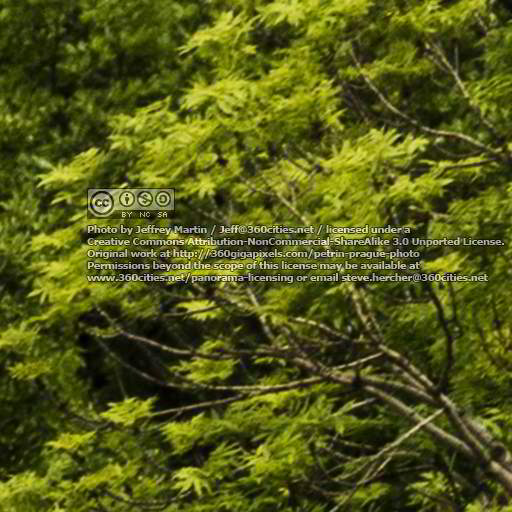 cc BY NC SA
Photo by Jeffrey Martin / Jeff@360cities.net / licensed under a
Creative Commons Attribution-NonCommercial-ShareAlike 3.0 Unported License.
Original work at http://360gigapixels.com/petrin-prague-photo
Permissions beyond the scope of this license may be available at
www.360cities.net/panorama-licensing or email steve.hercher@360cities.net